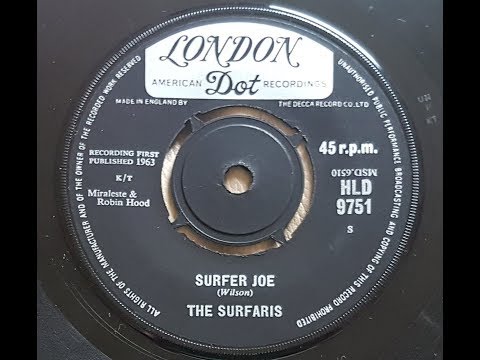 LONDON
AMERICAN Dot RECORDINGS
MADE IN ENGLAND BY THE DECCA RECORD CO. LTD
ALL RIGHTS OF THE MANUFACTURER AND OF THE OWNER OF THE RECORDED WORK RESERVED
UNAUTHORISED PUBLIC PERFORMANCE BROADCASTING AND COPYING OF THIS RECORD PROHIBITED
RECORDING FIRST
PUBLISHED 1963
K/T
Miraleste &
Robin Hood
45 r.p.m.
MSD.6510
HLD
9751
S
SURFER JOE
(Wilson)
THE SURFARIS